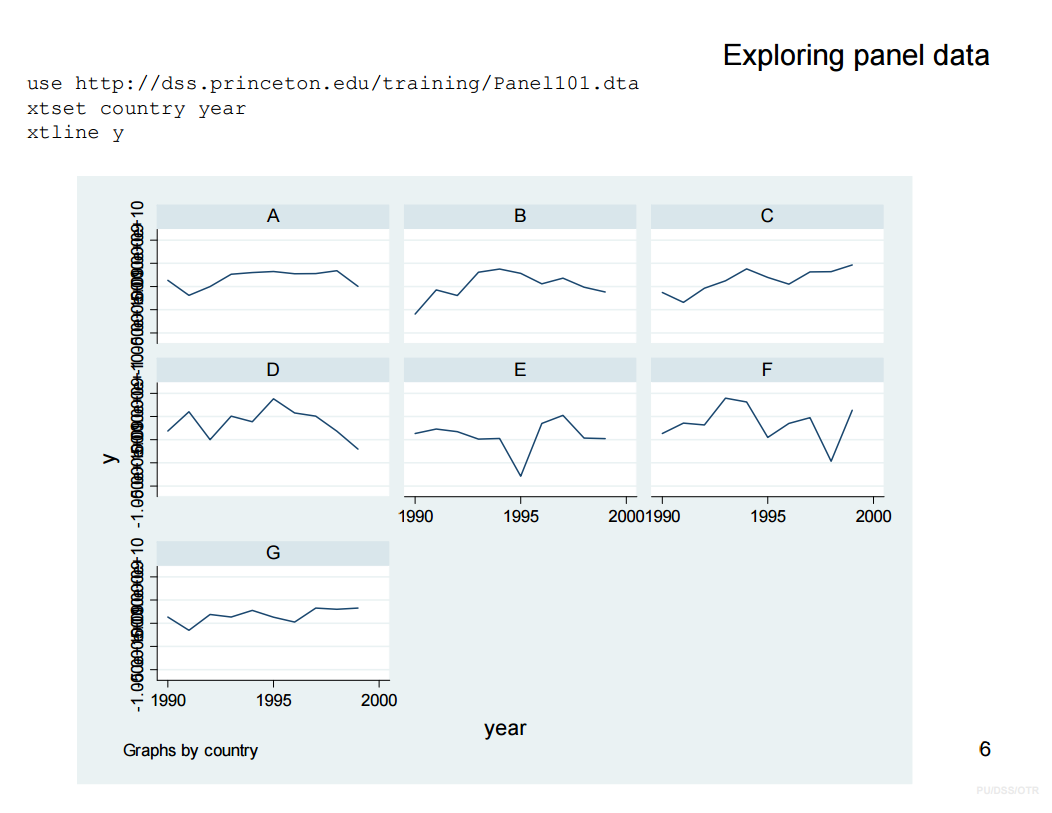 Exploring panel data
use http://dss.princeton.edu/training/Panel101.dta
xtset country year
xtline y
A
B
C
D
E
F
y
1990 1995 2000 1990 1995 2000
G
1990 1995 2000
year
Graphs by country
6
PU/DSS/OTR